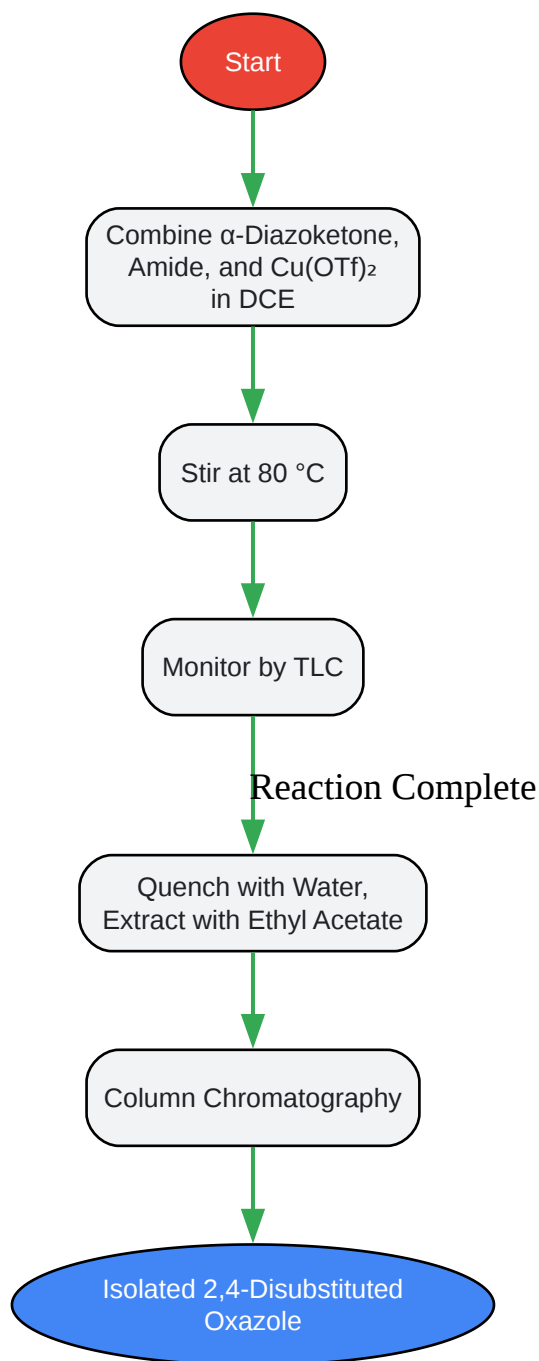 Start
Combine α-Diazoketone,
Amide, and Cu(OTf)₂
in DCE
Stir at 80 °C
Monitor by TLC
Reaction Complete
Quench with Water,
Extract with Ethyl Acetate
Column Chromatography
Isolated 2,4-Disubstituted
Oxazole